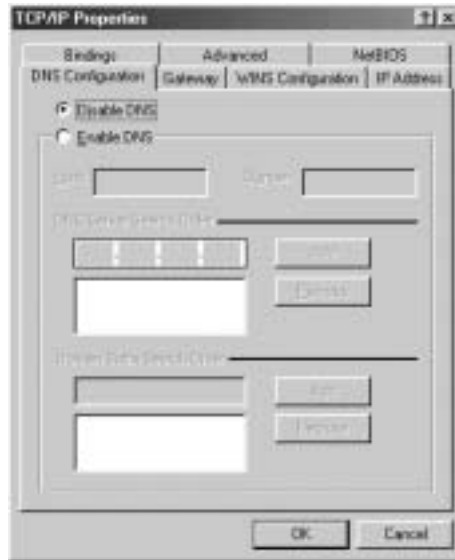 TCP/IP Properties
Bindings Advanced NetBIOS
DNS Configuration Gateway WINS Configuration IP Address
Disable DNS
Enable DNS
Host: Domain:
DNS Server Search Order
Add
Remove
Domain Suffix Search Order
Add
Remove
OK Cancel